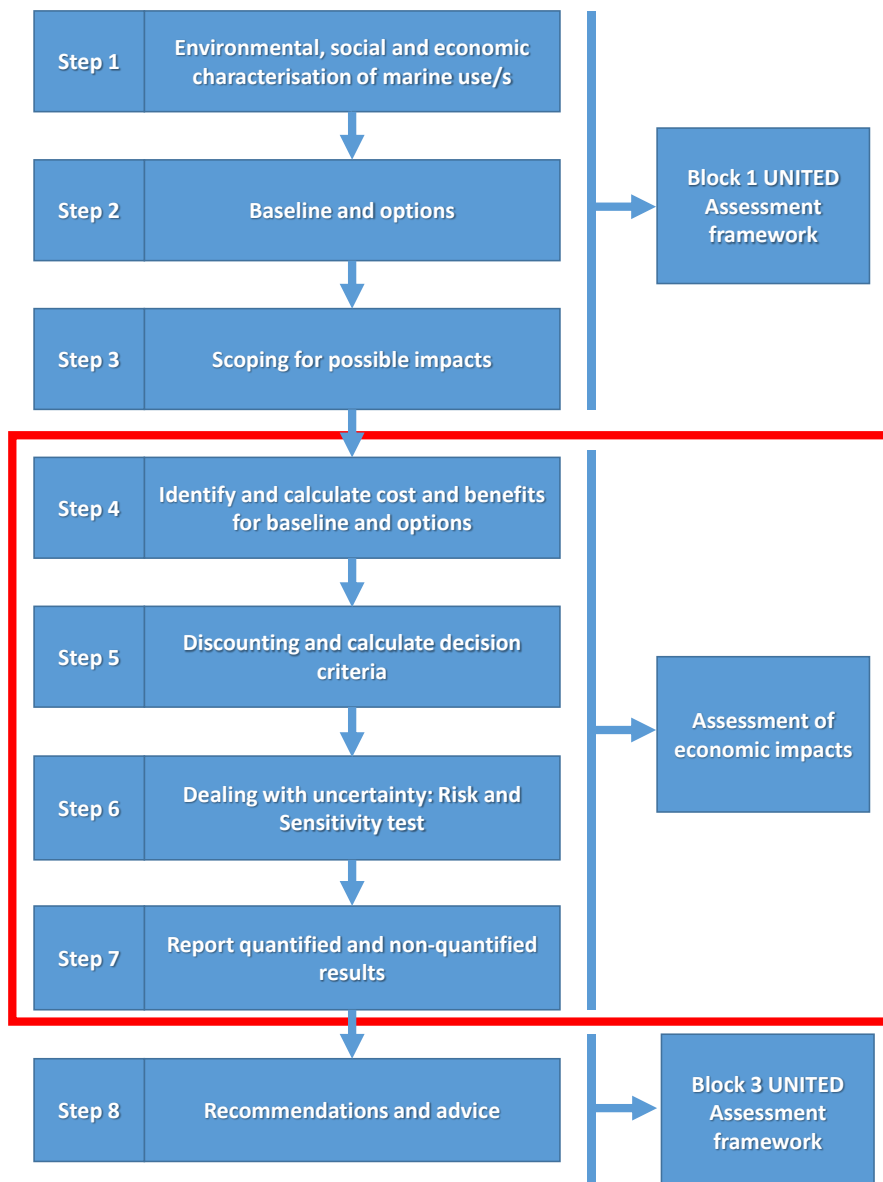 Step 1
Environmental, social and economic
characterisation of marine use/s
Step 2
Baseline and options
Step 3
Scoping for possible impacts
Block 1 UNITED
Assessment
framework
Step 4
Identify and calculate cost and benefits
for baseline and options
Step 5
Discounting and calculate decision
criteria
Step 6
Dealing with uncertainty: Risk and
Sensitivity test
Step 7
Report quantified and non-quantified
results
Assessment of
economic impacts
Step 8
Recommendations and advice
Block 3 UNITED
Assessment
framework